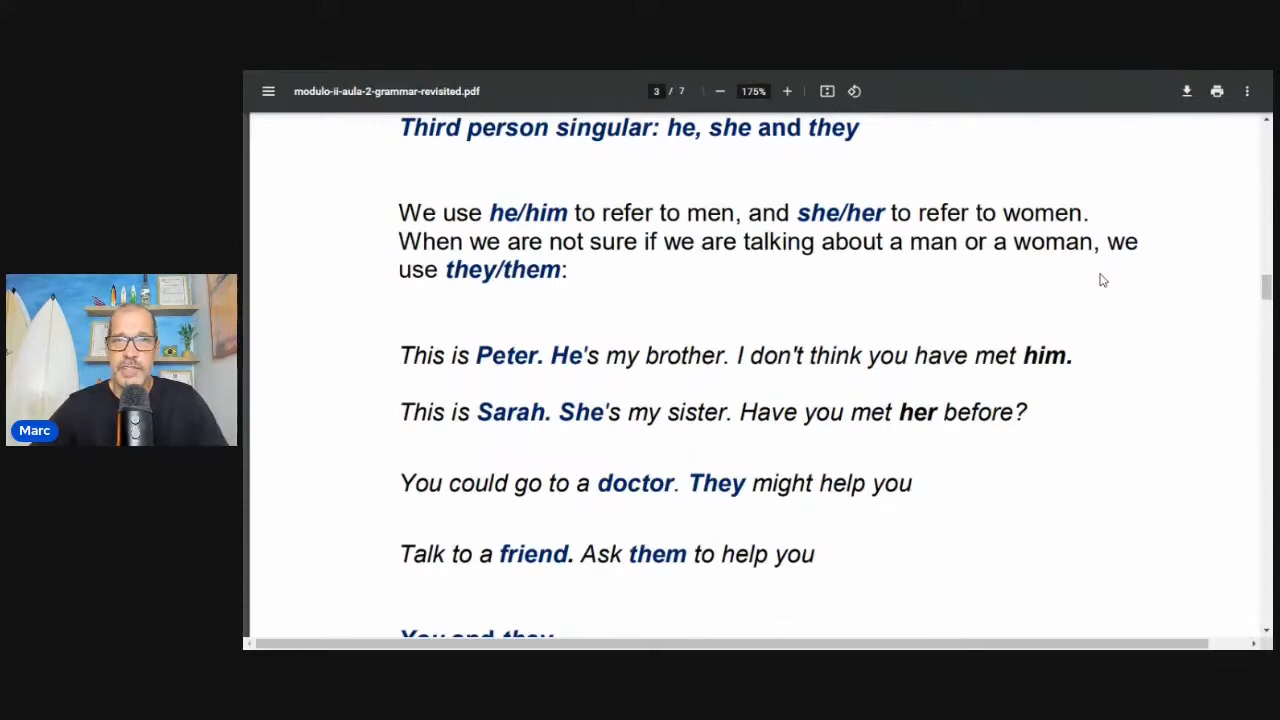 modulo-ii-aula-2-grammar-revisited.pdf
3 / 7
175%
Third person singular: he, she and they
We use he/him to refer to men, and she/her to refer to women.
When we are not sure if we are talking about a man or a woman, we
use they/them:
This is Peter. He's my brother. I don't think you have met him.
This is Sarah. She's my sister. Have you met her before?
Marc
You could go to a doctor. They might help you
Talk to a friend. Ask them to help you
You and they